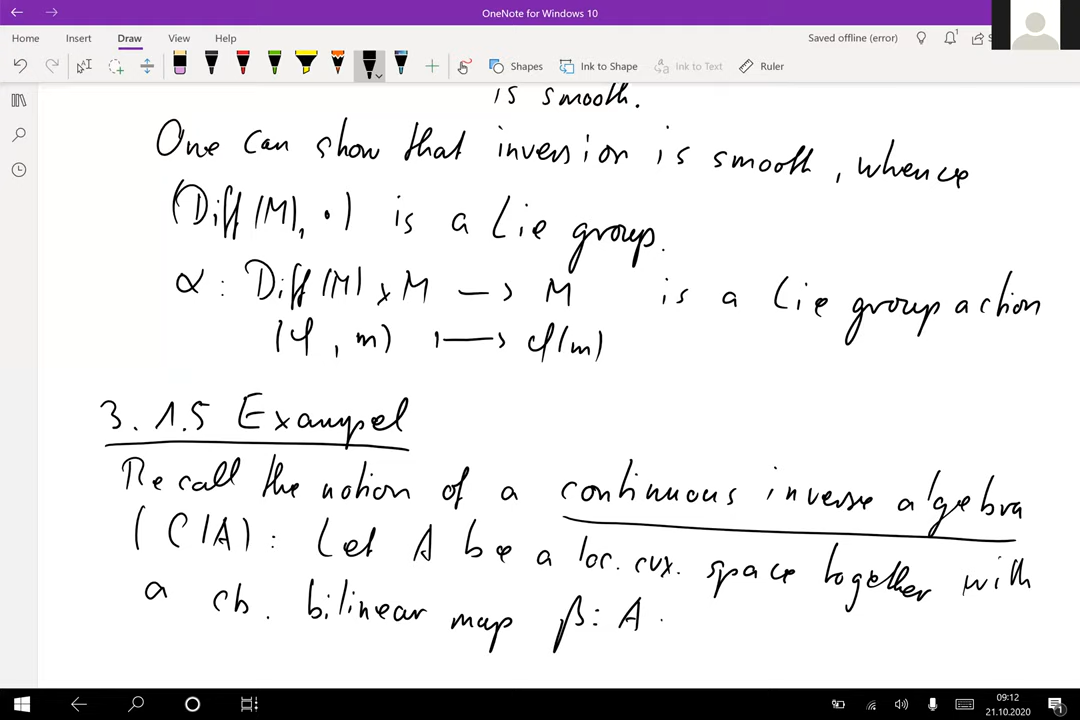 OneNote for Windows 10
Home Insert Draw View Help
Saved offline (error)
Shapes Ink to Shape Ink to Text Ruler
is smooth.
One can show that inversion is smooth, whence
(Diff(M), •) is a Lie group.
α : Diff(M) × M → M is a Lie group action
(φ, m) ↦ φ(m)
3.1.5 Exampel
Recall the notion of a continuous inverse algebra
(CIA): Let A be a loc. cvx. space together with
a cts. bilinear map β: A
09:12
21.10.2020